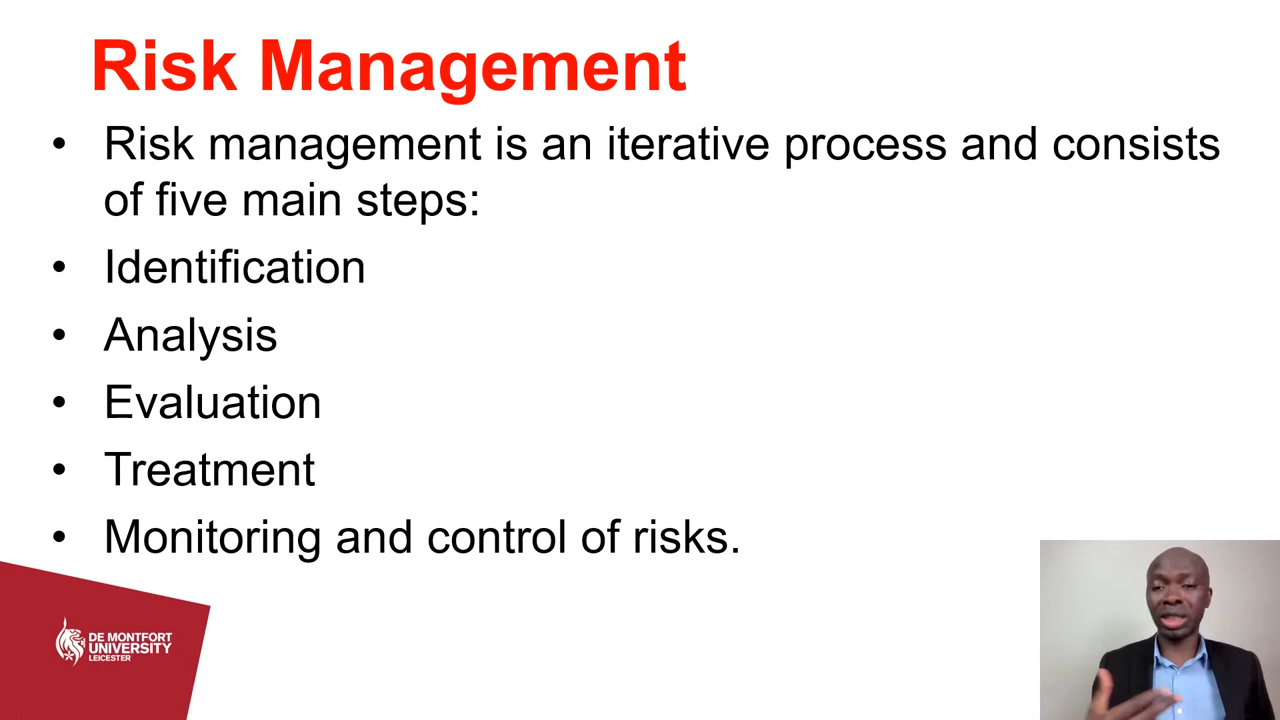 Risk Management
• Risk management is an iterative process and consists
of five main steps:
• Identification
• Analysis
• Evaluation
• Treatment
• Monitoring and control of risks.
DE MONTFORT
UNIVERSITY
LEICESTER